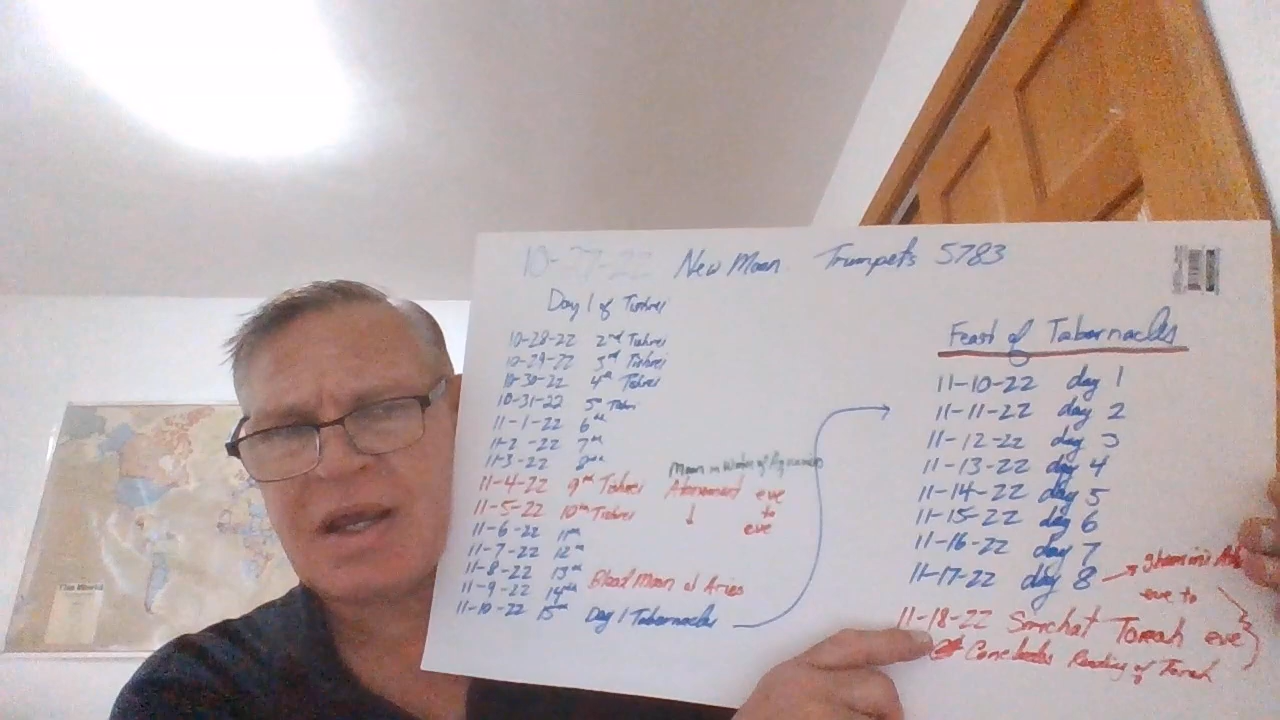 10-27-22 New Moon Trumpets 5783
Day 1 of Tishrei
10-28-22 2nd Tishrei
10-29-22 3rd Tishrei
10-30-22 4th Tishrei
10-31-22 5th
11-1-22 6th
11-2-22 7th
11-3-22 8th
Moon in Water of Aquarius
11-4-22 9th Tishrei Atonement eve
11-5-22 10th Tishrei ↓ to
eve
11-6-22 11th
11-7-22 12th
11-8-22 13th Blood Moon of Aries
11-9-22 14th
11-10-22 15th Day 1 Tabernacles
Feast of Tabernacles
11-10-22 day 1
11-11-22 day 2
11-12-22 day 3
11-13-22 day 4
11-14-22 day 5
11-15-22 day 6
11-16-22 day 7
11-17-22 day 8 →
eve to
11-18-22 Simchat Torah eve
Concludes Reading of Torah
The World